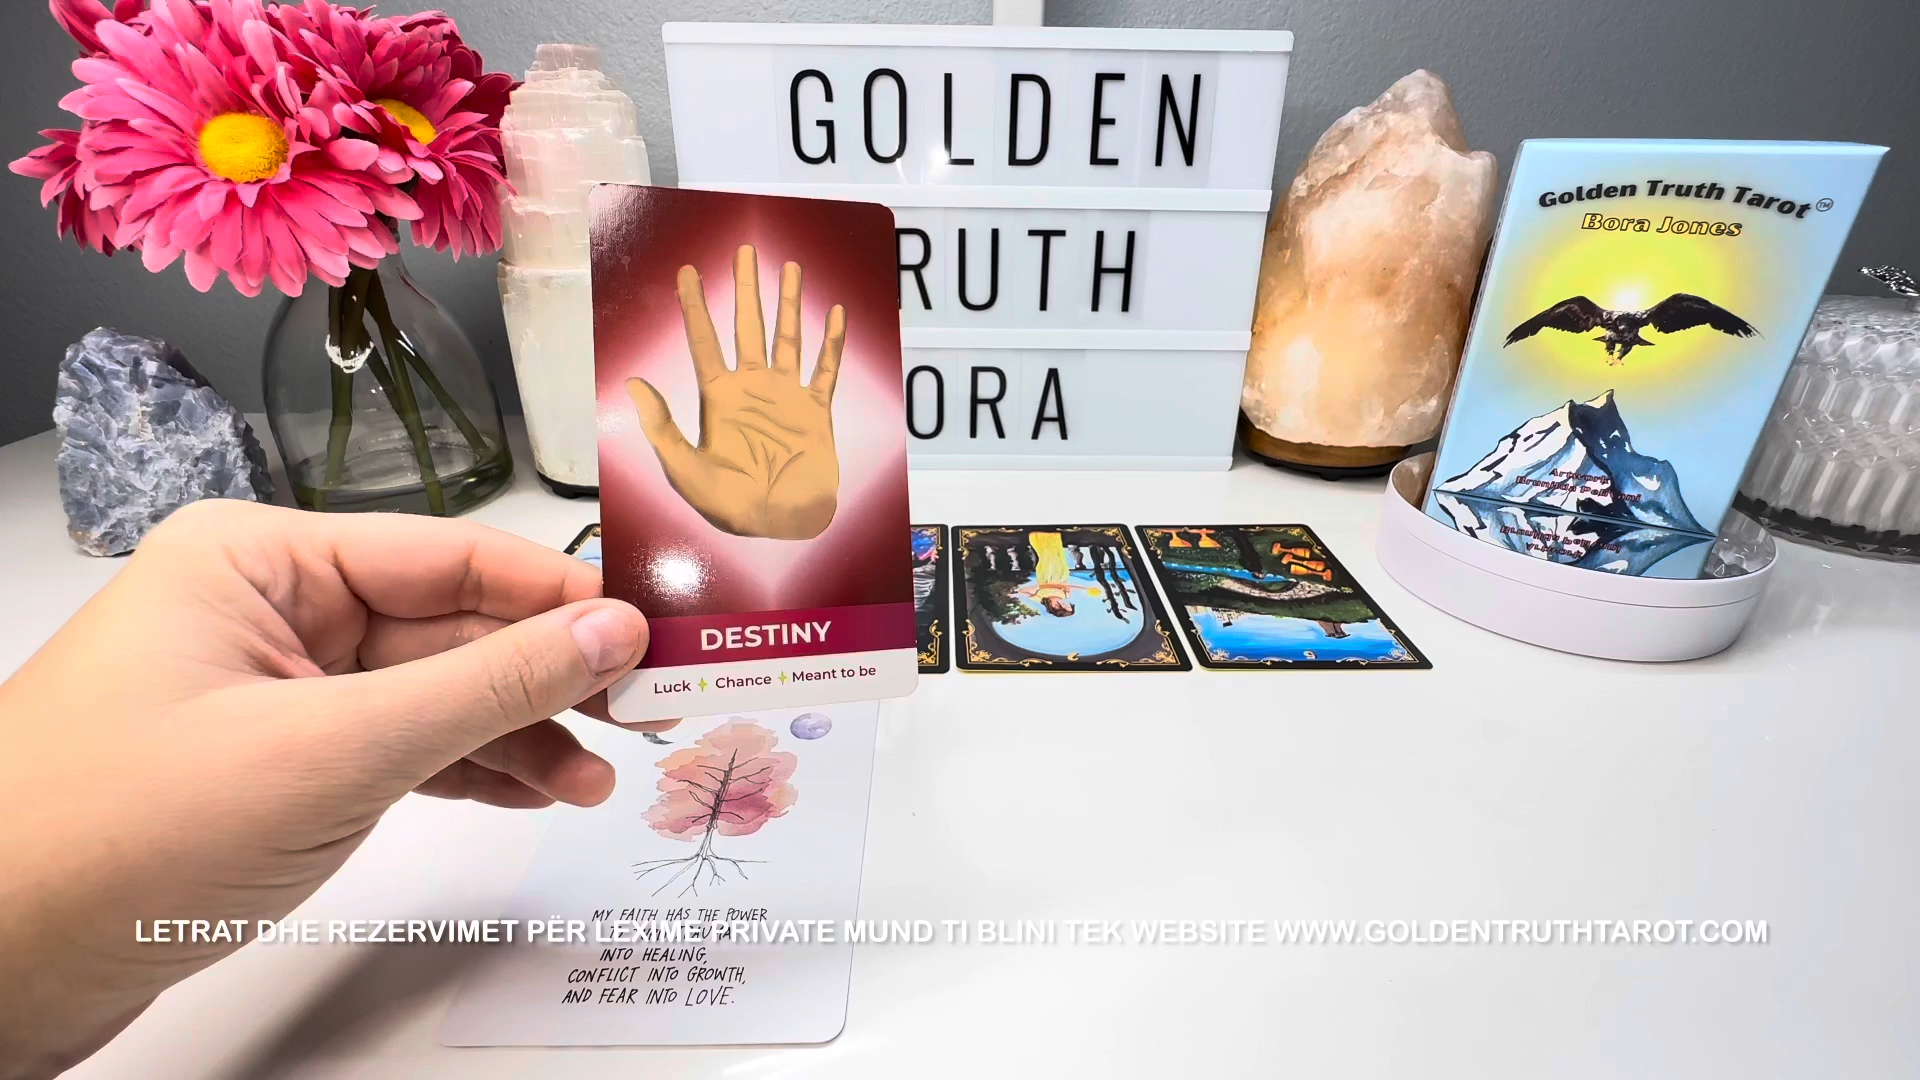 GOLDEN
RUTH
ORA
Golden Truth Tarot™
Bora Jones
Artwork
DESTINY
Luck Chance Meant to be
MY FAITH HAS THE POWER
INTO HEALING,
CONFLICT INTO GROWTH,
AND FEAR INTO LOVE.
LETRAT DHE REZERVIMET PËR LEXIME PRIVATE MUND TI BLINI TEK WEBSITE WWW.GOLDENTRUTHTAROT.COM